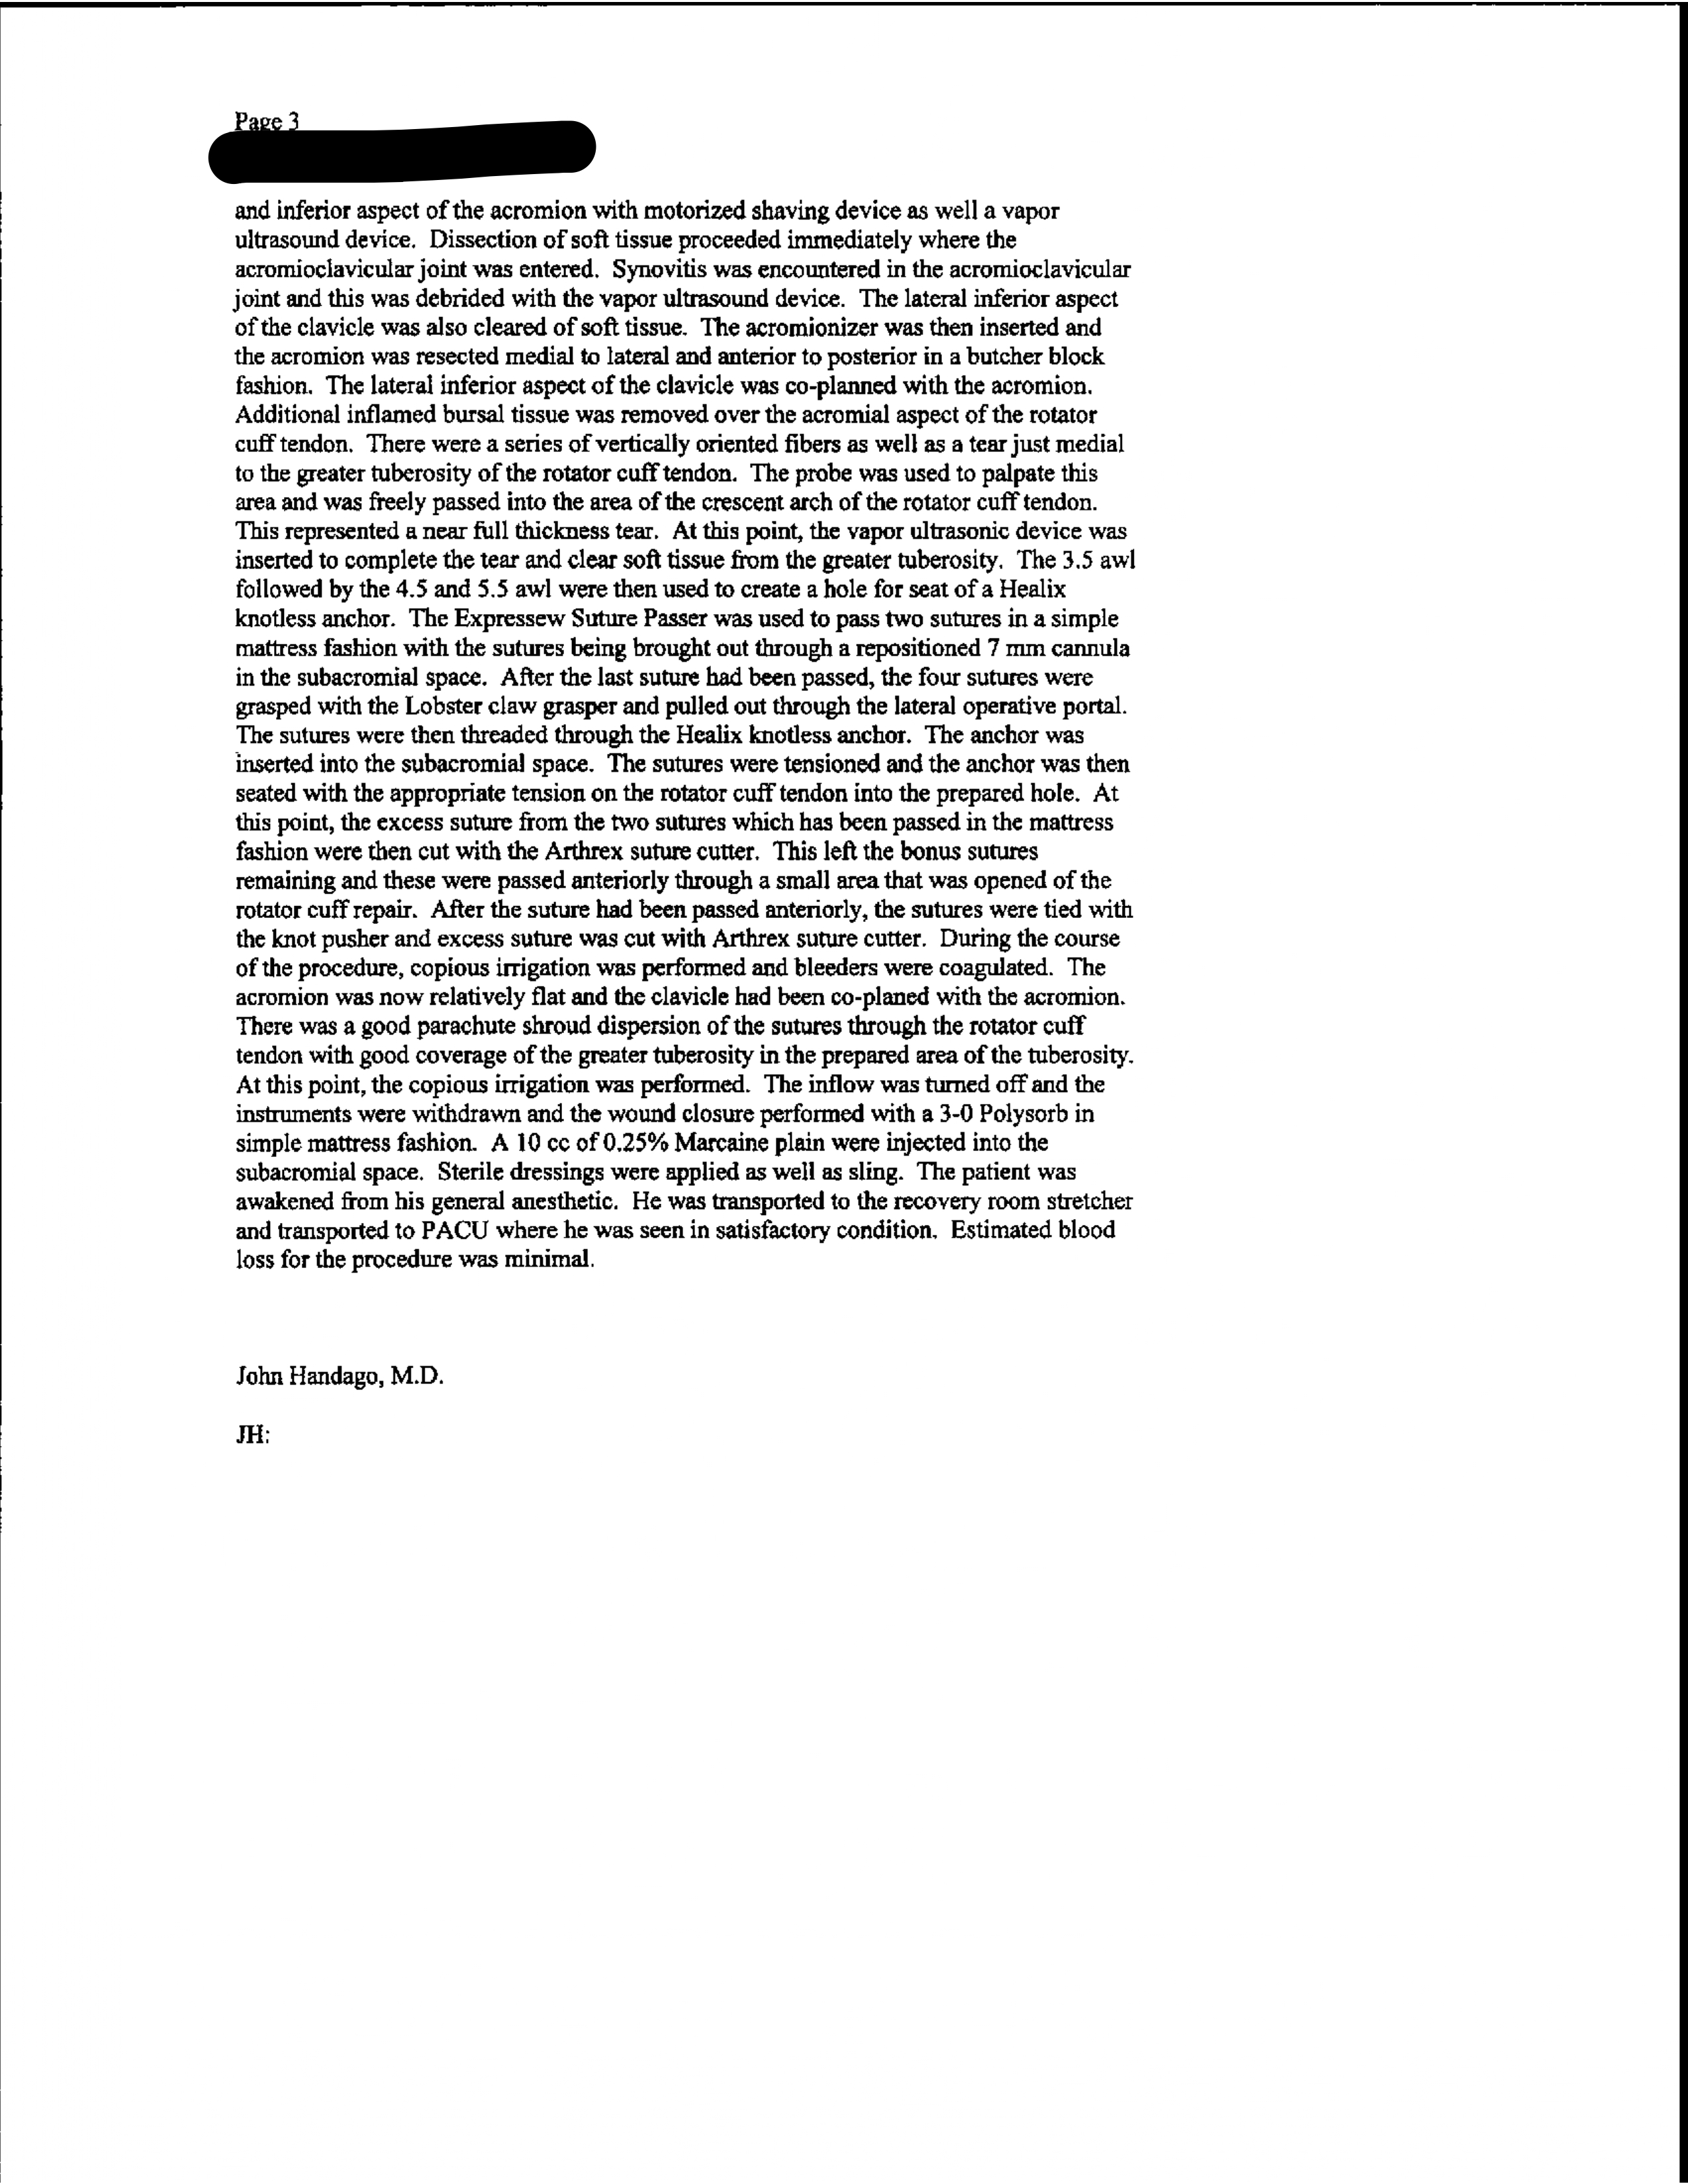 Page 3
and inferior aspect of the acromion with motorized shaving device as well a vapor
ultrasound device. Dissection of soft tissue proceeded immediately where the
acromioclavicular joint was entered. Synovitis was encountered in the acromioclavicular
joint and this was debrided with the vapor ultrasound device. The lateral inferior aspect
of the clavicle was also cleared of soft tissue. The acromionizer was then inserted and
the acromion was resected medial to lateral and anterior to posterior in a butcher block
fashion. The lateral inferior aspect of the clavicle was co-planned with the acromion.
Additional inflamed bursal tissue was removed over the acromial aspect of the rotator
cuff tendon. There were a series of vertically oriented fibers as well as a tear just medial
to the greater tuberosity of the rotator cuff tendon. The probe was used to palpate this
area and was freely passed into the area of the crescent arch of the rotator cuff tendon.
This represented a near full thickness tear. At this point, the vapor ultrasonic device was
inserted to complete the tear and clear soft tissue from the greater tuberosity. The 3.5 awl
followed by the 4.5 and 5.5 awl were then used to create a hole for seat of a Healix
knotless anchor. The Expressew Suture Passer was used to pass two sutures in a simple
mattress fashion with the sutures being brought out through a repositioned 7 mm cannula
in the subacromial space. After the last suture had been passed, the four sutures were
grasped with the Lobster claw grasper and pulled out through the lateral operative portal.
The sutures were then threaded through the Healix knotless anchor. The anchor was
inserted into the subacromial space. The sutures were tensioned and the anchor was then
seated with the appropriate tension on the rotator cuff tendon into the prepared hole. At
this point, the excess suture from the two sutures which has been passed in the mattress
fashion were then cut with the Arthrex suture cutter. This left the bonus sutures
remaining and these were passed anteriorly through a small area that was opened of the
rotator cuff repair. After the suture had been passed anteriorly, the sutures were tied with
the knot pusher and excess suture was cut with Arthrex suture cutter. During the course
of the procedure, copious irrigation was performed and bleeders were coagulated. The
acromion was now relatively flat and the clavicle had been co-planed with the acromion.
There was a good parachute shroud dispersion of the sutures through the rotator cuff
tendon with good coverage of the greater tuberosity in the prepared area of the tuberosity.
At this point, the copious irrigation was performed. The inflow was turned off and the
instruments were withdrawn and the wound closure performed with a 3-0 Polysorb in
simple mattress fashion. A 10 cc of 0.25% Marcaine plain were injected into the
subacromial space. Sterile dressings were applied as well as sling. The patient was
awakened from his general anesthetic. He was transported to the recovery room stretcher
and transported to PACU where he was seen in satisfactory condition. Estimated blood
loss for the procedure was minimal.
John Handago, M.D.
JH: